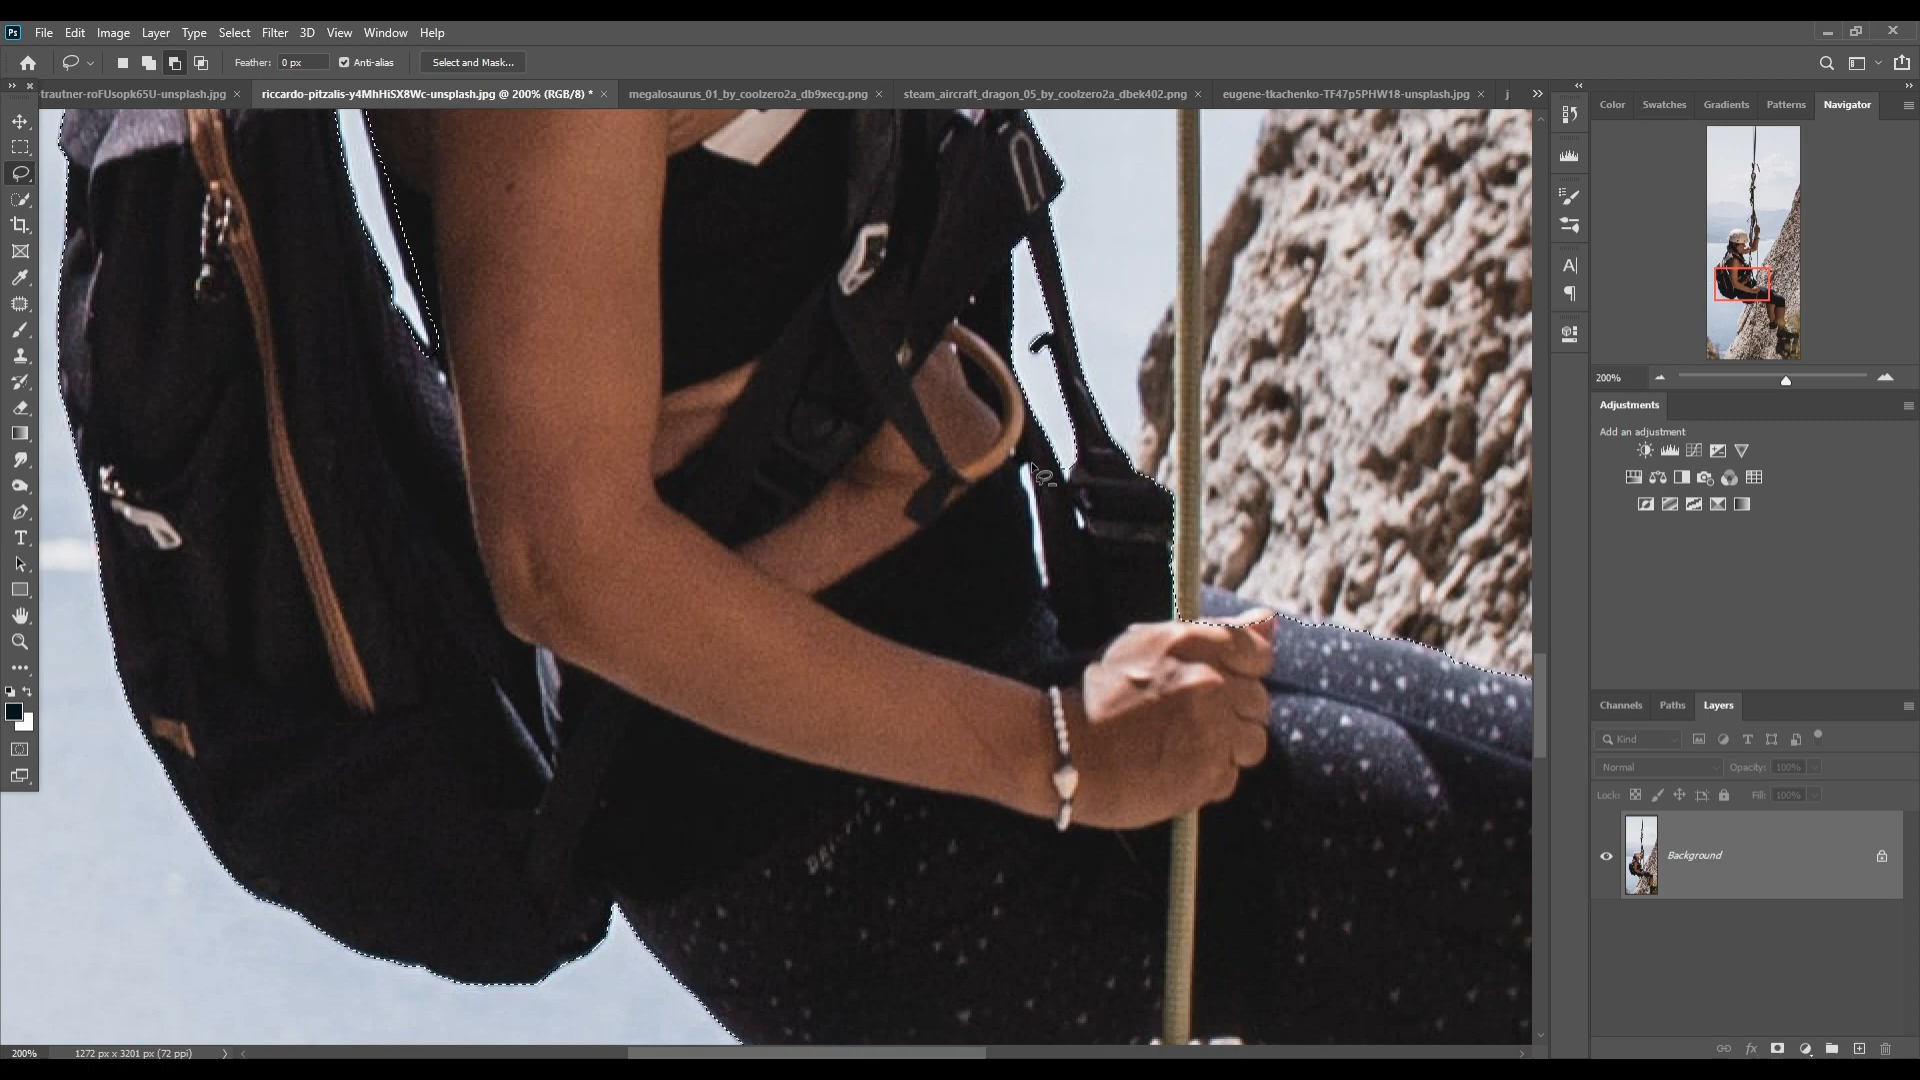 Ps File Edit Image Layer Type Select Filter 3D View Window Help
Feather: 0 px Anti-alias Select and Mask...
trautner-roFUsopk65U-unsplash.jpg × riccardo-pitzalis-y4MhHiSX8Wc-unsplash.jpg @ 200% (RGB/8) * × megalosaurus_01_by_coolzero2a_db9xecg.png × steam_aircraft_dragon_05_by_coolzero2a_dbek402.png × eugene-tkachenko-TF47p5PHW18-unsplash.jpg × j
Color Swatches Gradients Patterns Navigator
200%
Adjustments
Add an adjustment
Channels Paths Layers
Kind
Normal Opacity: 100%
Lock: Fill: 100%
Background
200% 1272 px x 3201 px (72 ppi)